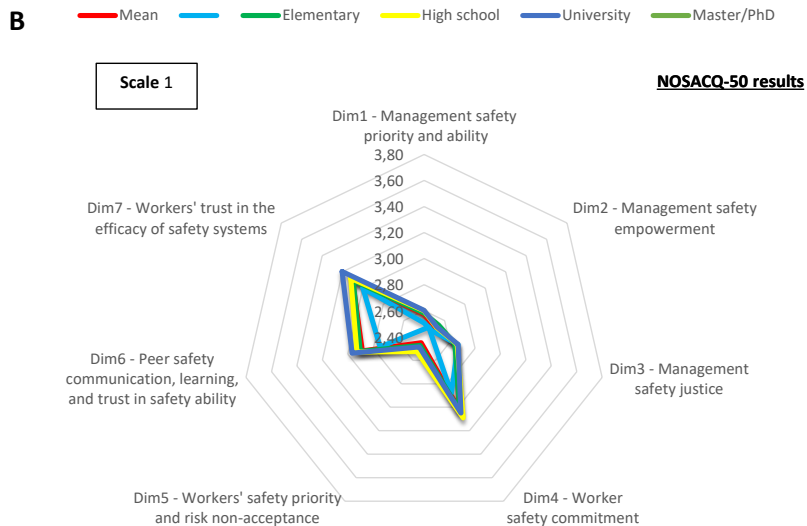 B
Mean
Elementary
High school
University
Master/PhD
Scale 1
NOSACQ-50 results
Dim1 - Management safety
priority and ability
3,80
3,60
3,40
3,20
3,00
2,80
2,60
2,40
Dim2 - Management safety
empowerment
Dim3 - Management
safety justice
Dim4 - Worker
safety commitment
Dim5 - Workers' safety priority
and risk non-acceptance
Dim6 - Peer safety
communication, learning,
and trust in safety ability
Dim7 - Workers' trust in the
efficacy of safety systems